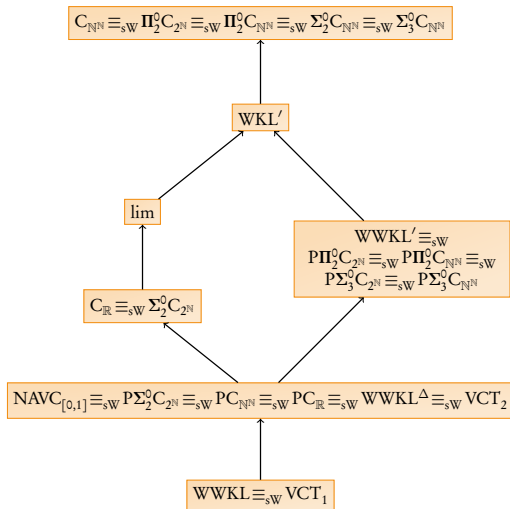 C_{ℕ^ℕ} ≡_{sW} Π^0_2C_{2^ℕ} ≡_{sW} Π^0_2C_{ℕ^ℕ} ≡_{sW} Σ^0_2C_{ℕ^ℕ} ≡_{sW} Σ^0_3C_{ℕ^ℕ}
WKL′
lim
WWKL′ ≡_{sW}
PΠ^0_2C_{2^ℕ} ≡_{sW} PΠ^0_2C_{ℕ^ℕ} ≡_{sW}
PΣ^0_3C_{2^ℕ} ≡_{sW} PΣ^0_3C_{ℕ^ℕ}
C_ℝ ≡_{sW} Σ^0_2C_{2^ℕ}
NAVC_{[0,1]} ≡_{sW} PΣ^0_2C_{2^ℕ} ≡_{sW} PC_{ℕ^ℕ} ≡_{sW} PC_ℝ ≡_{sW} WWKL^Δ ≡_{sW} VCT_2
WWKL ≡_{sW} VCT_1